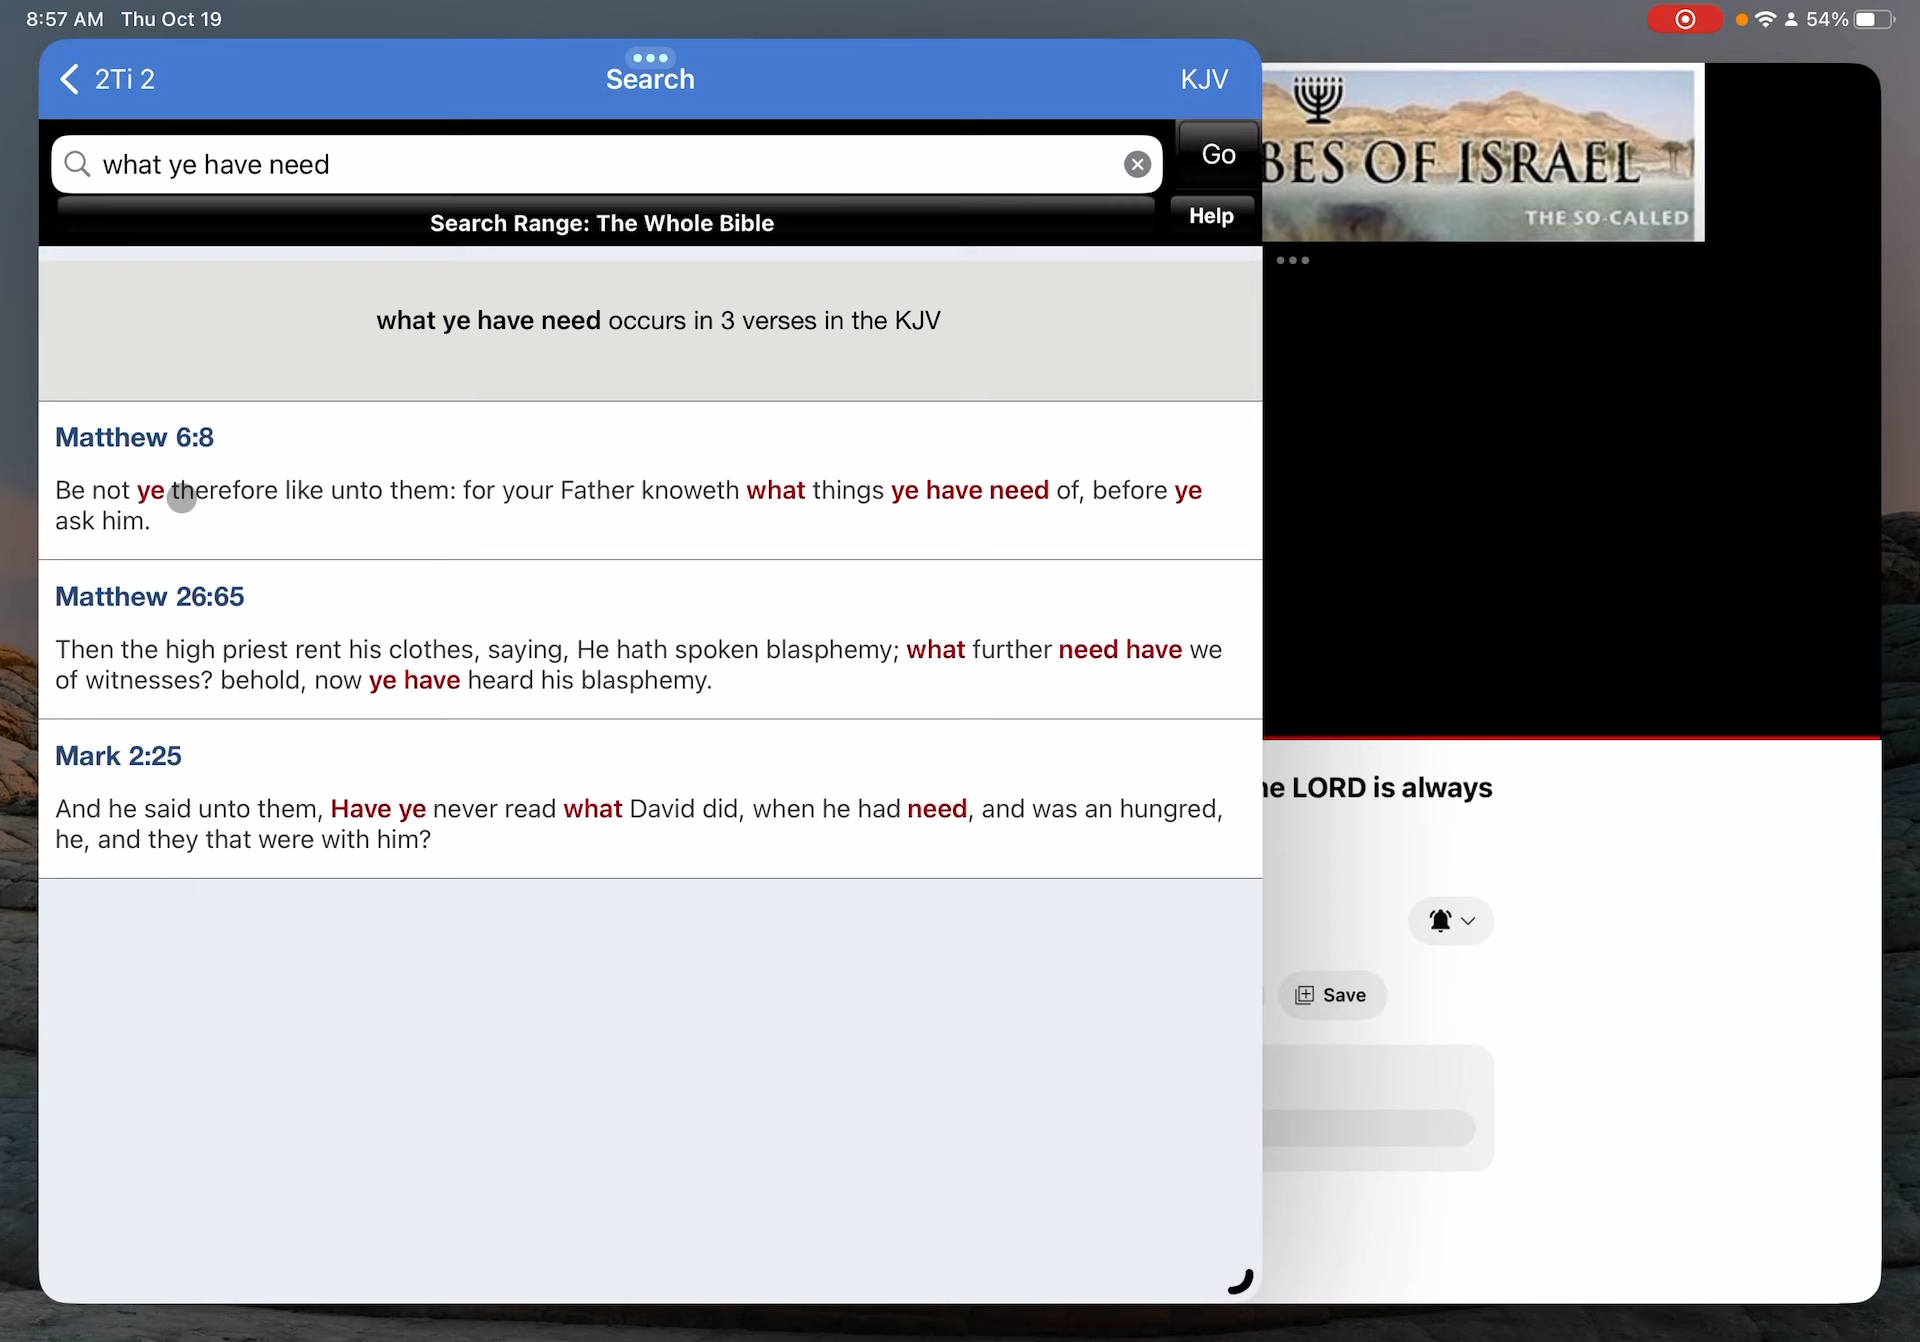 8:57 AM Thu Oct 19
54%
2Ti 2
Search
KJV
what ye have need
Go
Search Range: The Whole Bible
Help
what ye have need occurs in 3 verses in the KJV
Matthew 6:8
Be not ye therefore like unto them: for your Father knoweth what things ye have need of, before ye
ask him.
Matthew 26:65
Then the high priest rent his clothes, saying, He hath spoken blasphemy; what further need have we
of witnesses? behold, now ye have heard his blasphemy.
Mark 2:25
And he said unto them, Have ye never read what David did, when he had need, and was an hungred,
he, and they that were with him?
BES OF ISRAEL
THE SO-CALLED
he LORD is always
Save